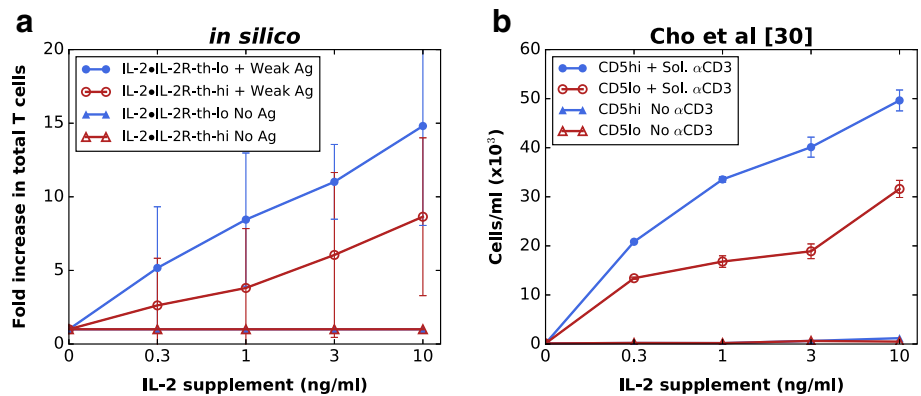 a
in silico
Fold increase in total T cells
20
15
10
5
0
IL-2•IL-2R-th-lo + Weak Ag
IL-2•IL-2R-th-hi + Weak Ag
IL-2•IL-2R-th-lo No Ag
IL-2•IL-2R-th-hi No Ag
0 0.3 1 3 10
IL-2 supplement (ng/ml)
b
Cho et al [30]
Cells/ml (x10³)
60
50
40
30
20
10
0
CD5hi + Sol. αCD3
CD5lo + Sol. αCD3
CD5hi No αCD3
CD5lo No αCD3
0 0.3 1 3 10
IL-2 supplement (ng/ml)